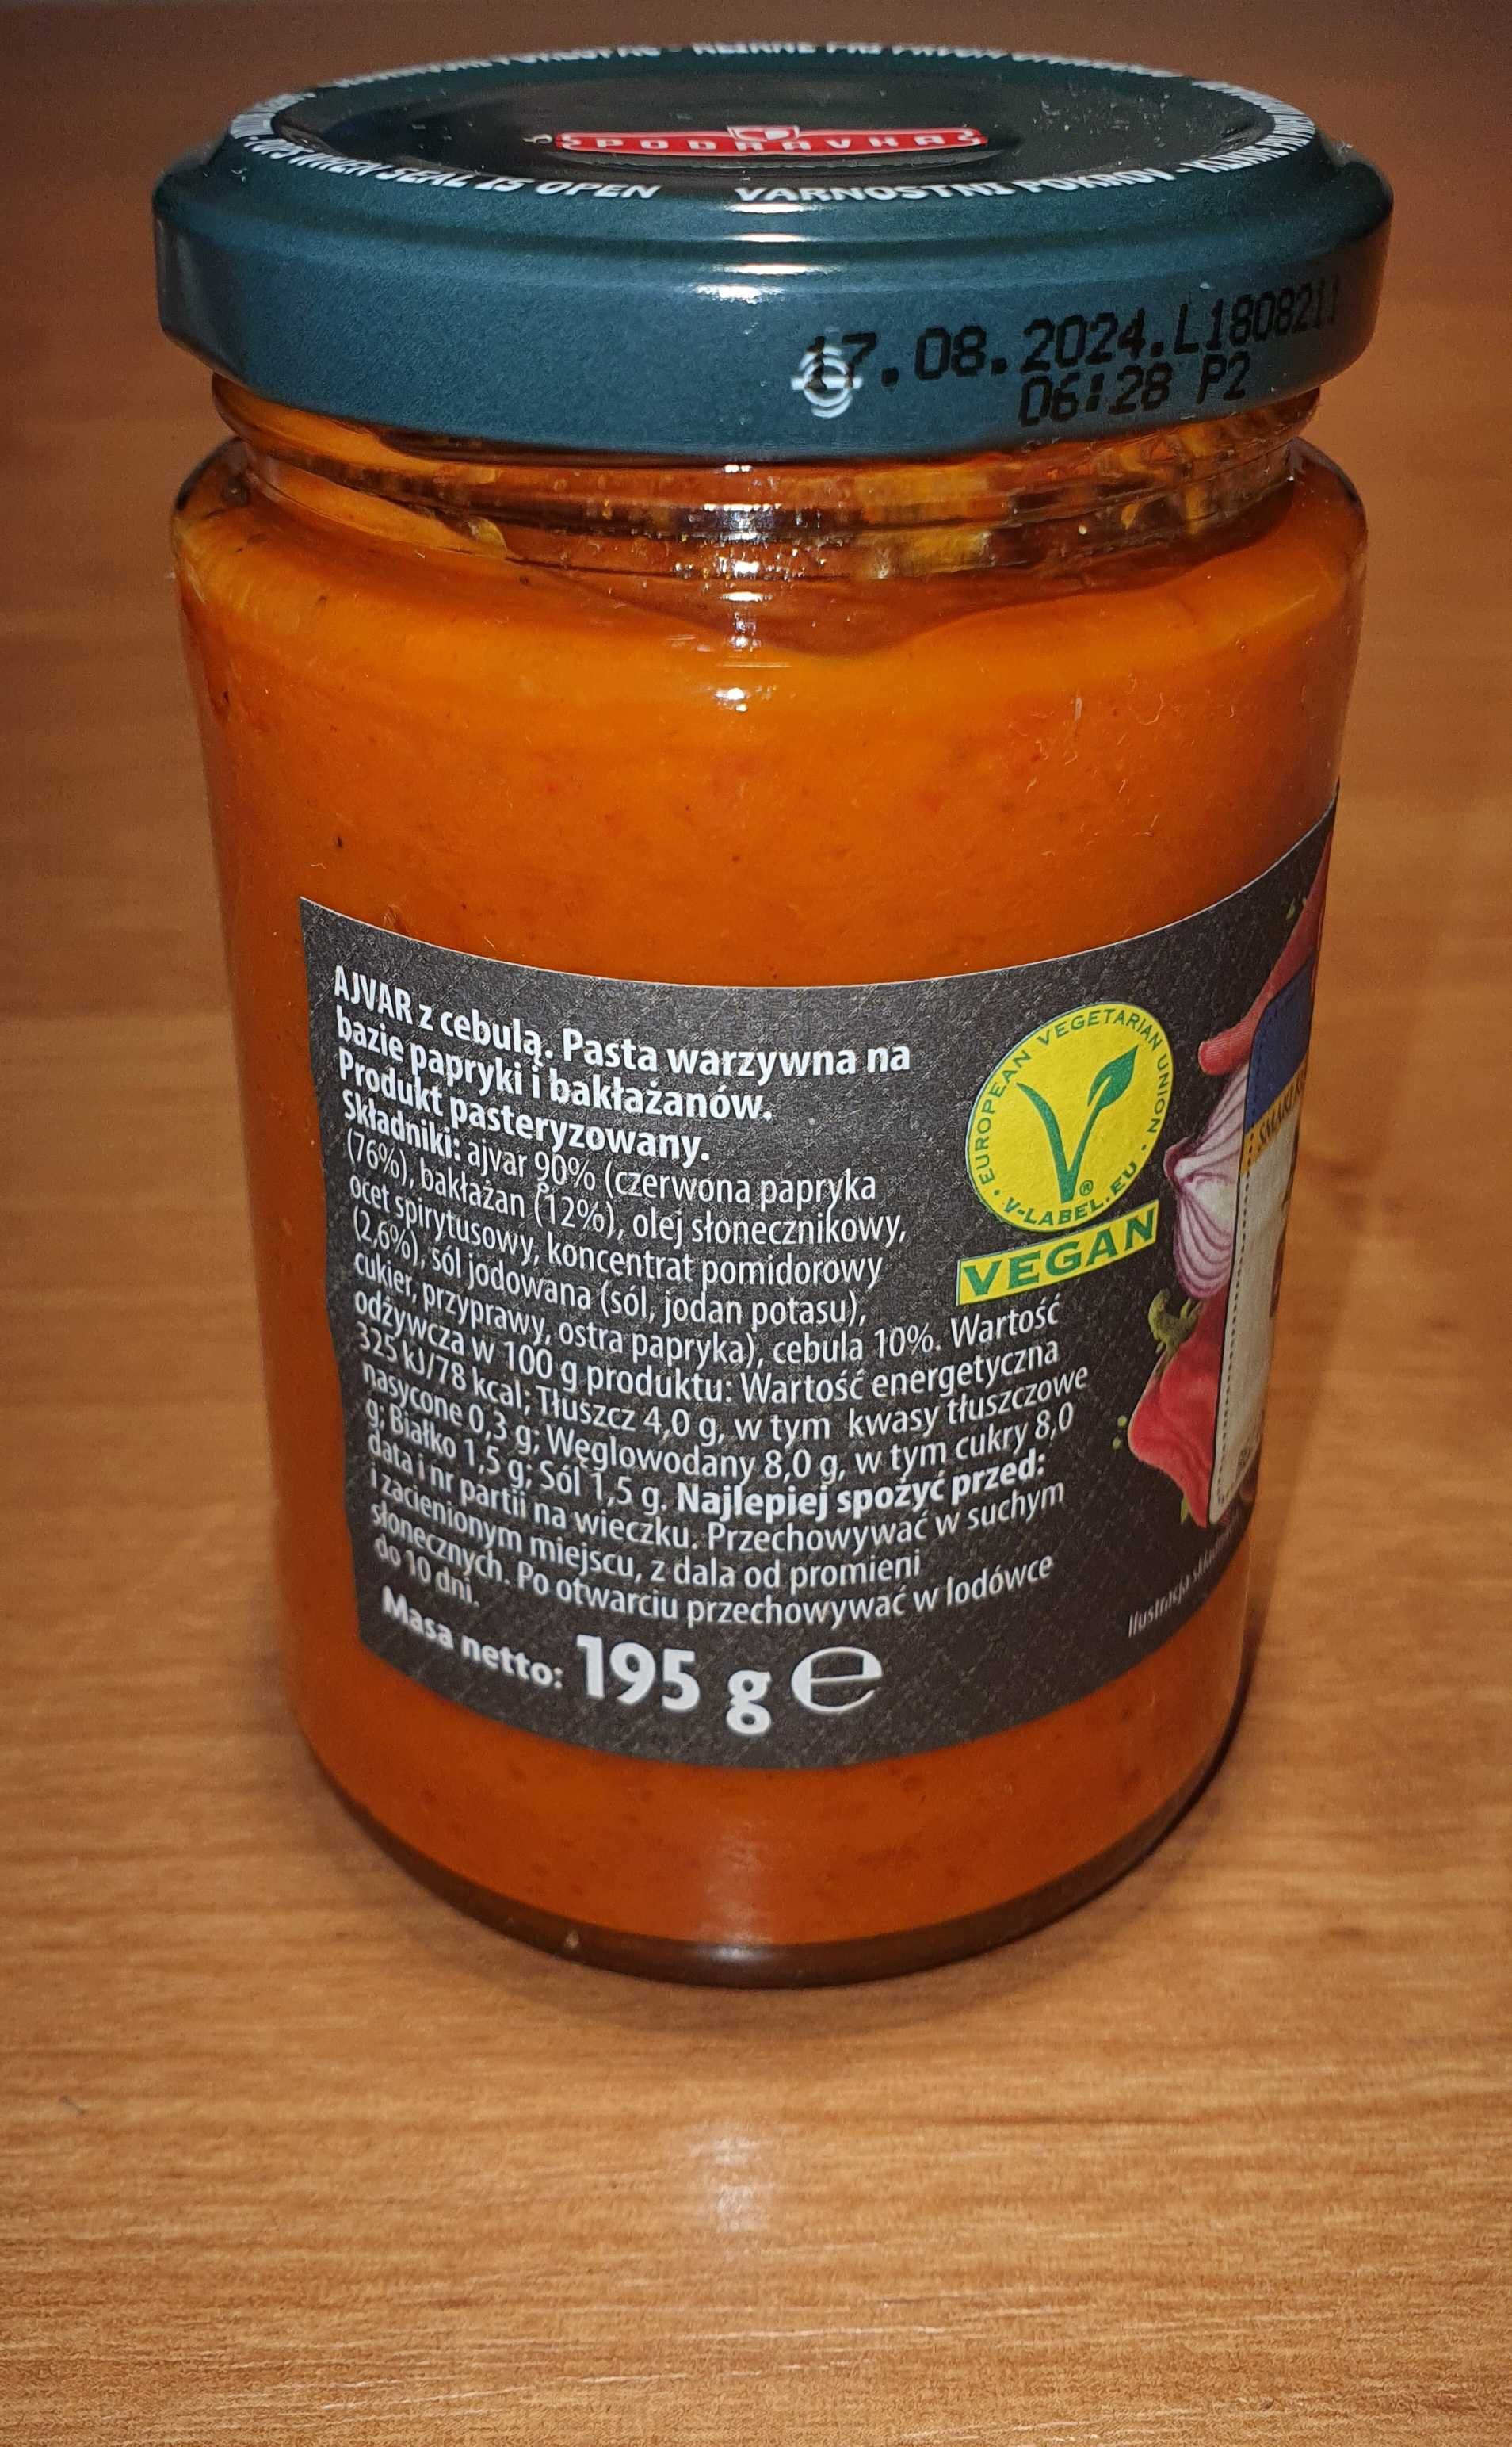 PODRAVKA
SEAL IS OPEN VARNOSTNI POKROV
17.08.2024.L1808211
06:28 P2
AJVAR z cebulą. Pasta warzywna na
bazie papryki i bakłażanów.
Produkt pasteryzowany.
Składniki: ajvar 90% (czerwona papryka
(76%), bakłażan (12%), olej słonecznikowy,
ocet spirytusowy, koncentrat pomidorowy
(2,6%), sól jodowana (sól, jodan potasu),
cukier, przyprawy, ostra papryka), cebula 10%. Wartość
odżywcza w 100 g produktu: Wartość energetyczna
325 kJ/78 kcal; Tłuszcz 4,0 g, w tym kwasy tłuszczowe
nasycone 0,3 g; Węglowodany 8,0 g, w tym cukry 8,0
g; Białko 1,5 g; Sól 1,5 g. Najlepiej spożyć przed:
data i nr partii na wieczku. Przechowywać w suchym
i zacienionym miejscu, z dala od promieni
słonecznych. Po otwarciu przechowywać w lodówce
do 10 dni.
Masa netto: 195 g e
EUROPEAN VEGETARIAN UNION
V-LABEL.EU
®
VEGAN
Ilustracja